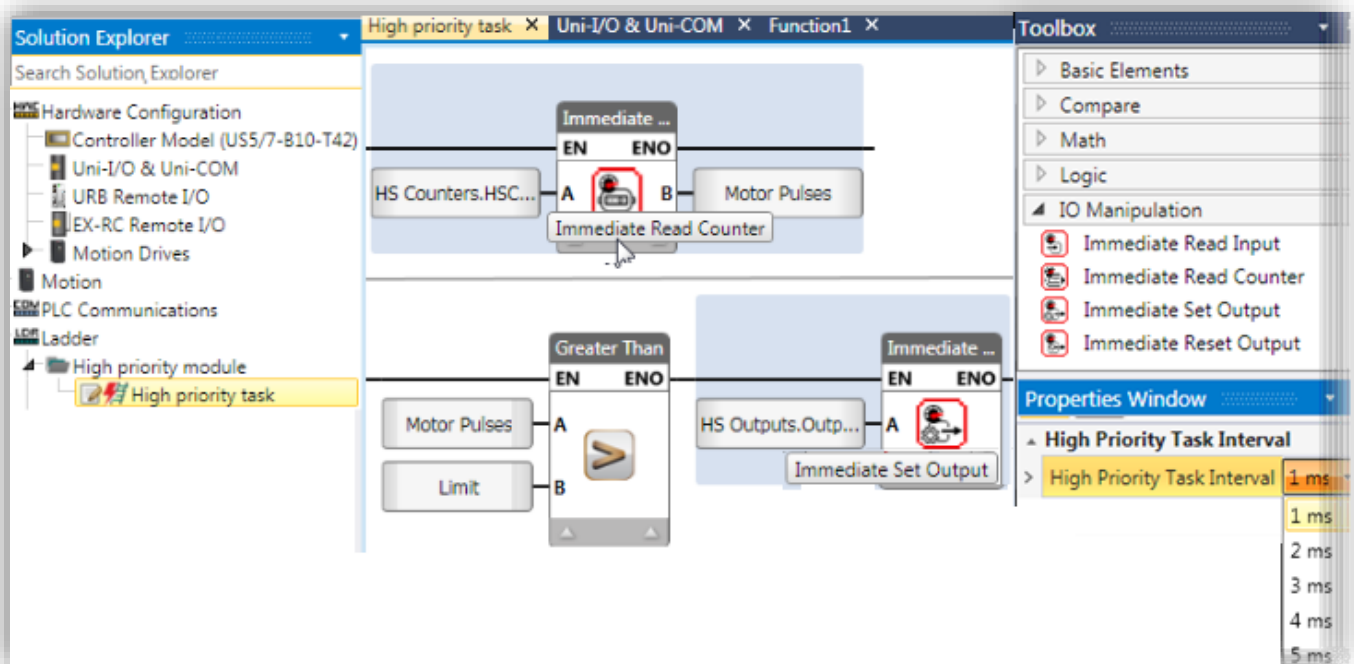 Solution Explorer
Search Solution Explorer
Hardware Configuration
Controller Model (US5/7-B10-T42)
Uni-I/O & Uni-COM
URB Remote I/O
EX-RC Remote I/O
Motion Drives
Motion
PLC Communications
Ladder
High priority module
High priority task
High priority task Uni-I/O & Uni-COM Function1
Immediate ...
EN ENO
HS Counters.HSC... A B Motor Pulses
Immediate Read Counter
Greater Than Immediate ...
EN ENO EN ENO
Motor Pulses A HS Outputs.Outp... A
Immediate Set Output
Limit B
Toolbox
Basic Elements
Compare
Math
Logic
IO Manipulation
Immediate Read Input
Immediate Read Counter
Immediate Set Output
Immediate Reset Output
Properties Window
High Priority Task Interval
High Priority Task Interval 1 ms
1 ms
2 ms
3 ms
4 ms
5 ms